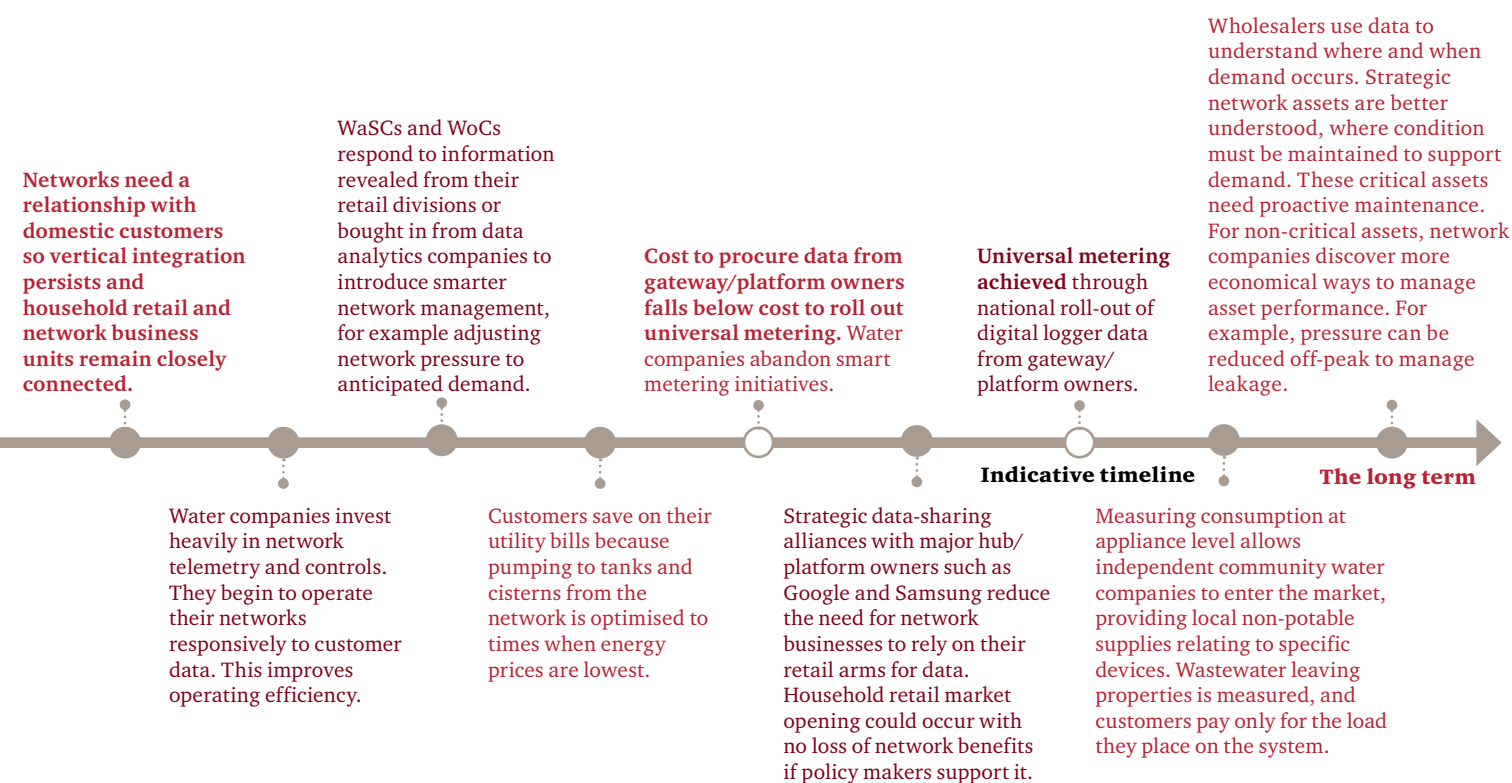 Networks need a
relationship with
domestic customers
so vertical integration
persists and
household retail and
network business
units remain closely
connected.
Water companies invest
heavily in network
telemetry and controls.
They begin to operate
their networks
responsively to customer
data. This improves
operating efficiency.
WaSCs and WoCs
respond to information
revealed from their
retail divisions or
bought in from data
analytics companies to
introduce smarter
network management,
for example adjusting
network pressure to
anticipated demand.
Customers save on their
utility bills because
pumping to tanks and
cisterns from the
network is optimised to
times when energy
prices are lowest.
Cost to procure data from
gateway/platform owners
falls below cost to roll out
universal metering. Water
companies abandon smart
metering initiatives.
Strategic data-sharing
alliances with major hub/
platform owners such as
Google and Samsung reduce
the need for network
businesses to rely on their
retail arms for data.
Household retail market
opening could occur with
no loss of network benefits
if policy makers support it.
Universal metering
achieved through
national roll-out of
digital logger data
from gateway/
platform owners.
Indicative timeline
Measuring consumption at
appliance level allows
independent community water
companies to enter the market,
providing local non-potable
supplies relating to specific
devices. Wastewater leaving
properties is measured, and
customers pay only for the load
they place on the system.
Wholesalers use data to
understand where and when
demand occurs. Strategic
network assets are better
understood, where condition
must be maintained to support
demand. These critical assets
need proactive maintenance.
For non-critical assets, network
companies discover more
economical ways to manage
asset performance. For
example, pressure can be
reduced off-peak to manage
leakage.
The long term